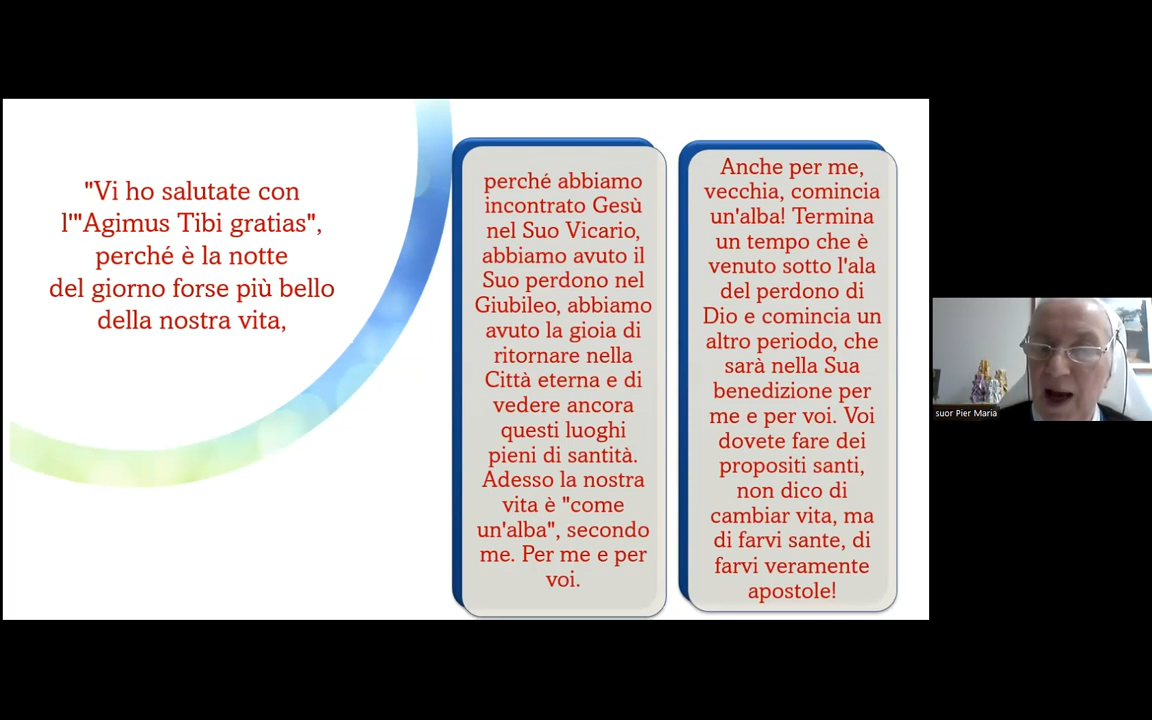 "Vi ho salutate con
l'"Agimus Tibi gratias",
perché è la notte
del giorno forse più bello
della nostra vita,
perché abbiamo
incontrato Gesù
nel Suo Vicario,
abbiamo avuto il
Suo perdono nel
Giubileo, abbiamo
avuto la gioia di
ritornare nella
Città eterna e di
vedere ancora
questi luoghi
pieni di santità.
Adesso la nostra
vita è "come
un'alba", secondo
me. Per me e per
voi.
Anche per me,
vecchia, comincia
un'alba! Termina
un tempo che è
venuto sotto l'ala
del perdono di
Dio e comincia un
altro periodo, che
sarà nella Sua
benedizione per
me e per voi. Voi
dovete fare dei
propositi santi,
non dico di
cambiar vita, ma
di farvi sante, di
farvi veramente
apostole!
suor Pier Maria